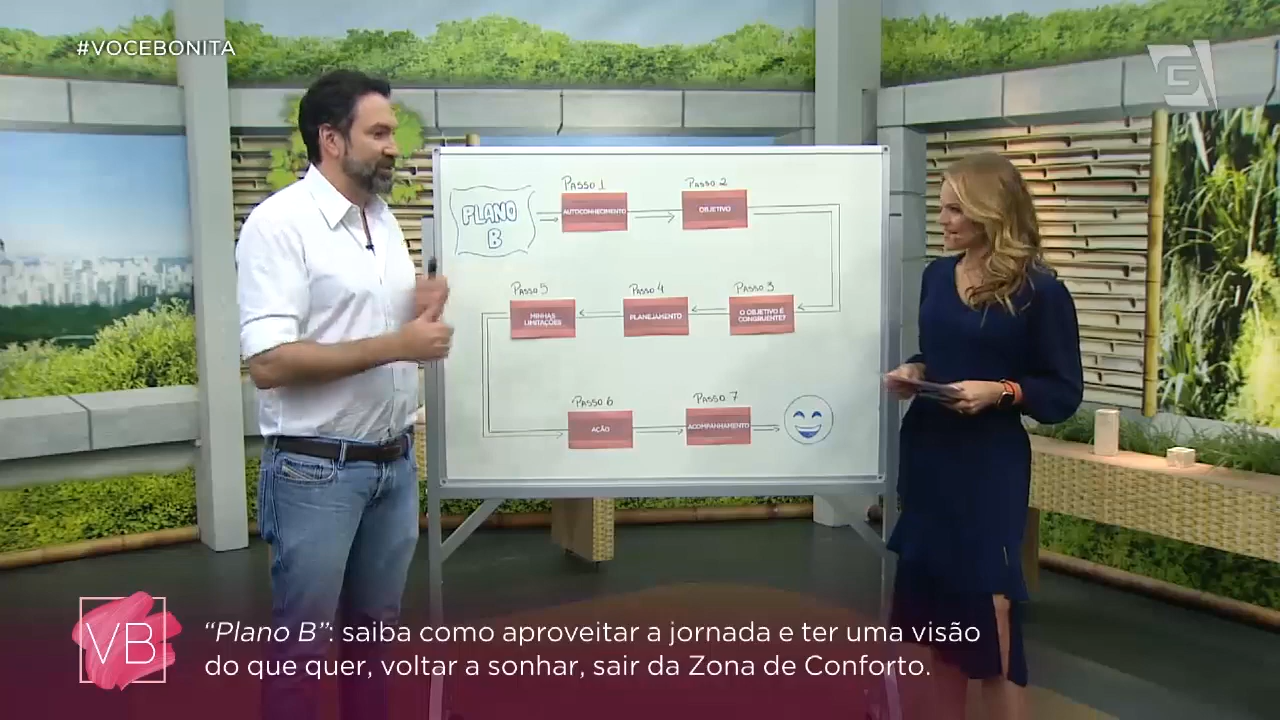 #VOCEBONITA
G
PLANO
B
PASSO 1
AUTOCONHECIMENTO
PASSO 2
OBJETIVO
PASSO 3
O OBJETIVO É
CONGRUENTE?
PASSO 4
PLANEJAMENTO
PASSO 5
MINHAS
LIMITAÇÕES
PASSO 6
AÇÃO
PASSO 7
ACOMPANHAMENTO
VB
“Plano B”: saiba como aproveitar a jornada e ter uma visão
do que quer, voltar a sonhar, sair da Zona de Conforto.